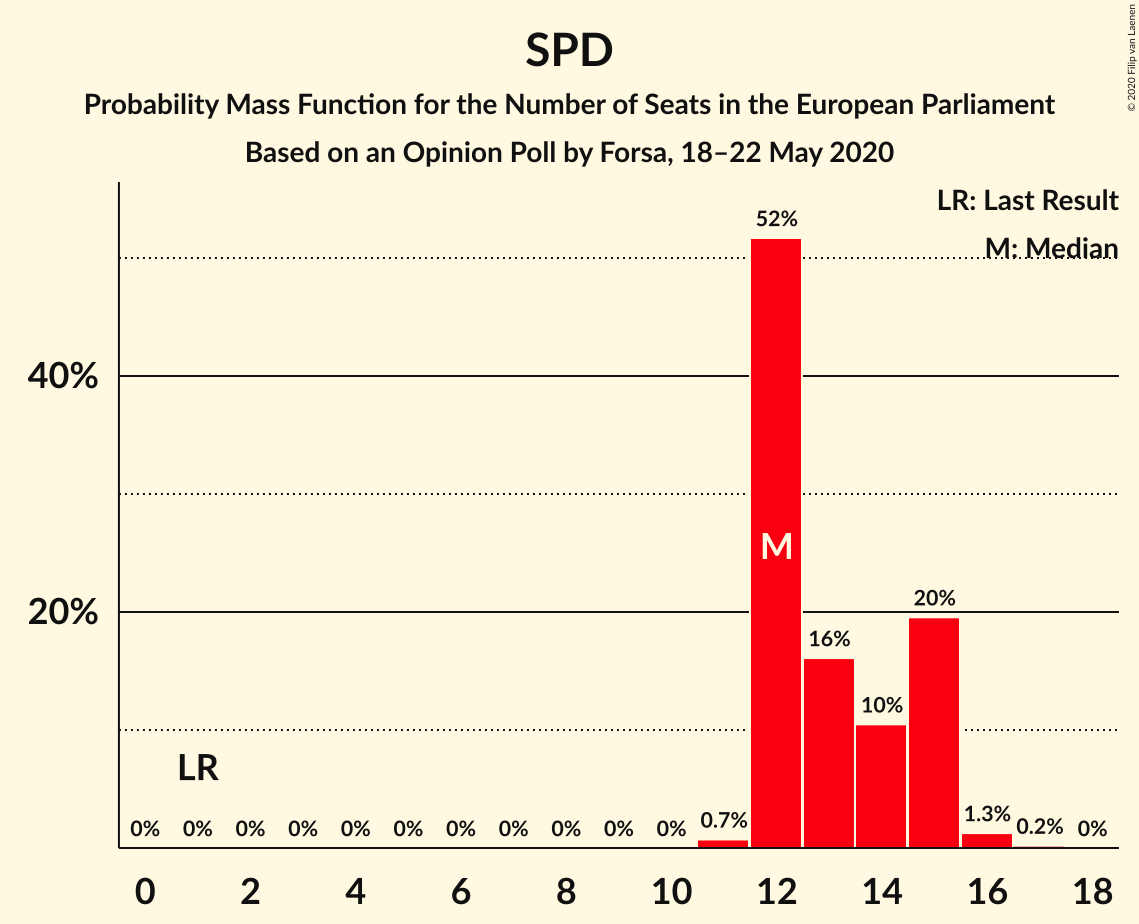 SPD
Probability Mass Function for the Number of Seats in the European Parliament
Based on an Opinion Poll by Forsa, 18–22 May 2020
© 2020 Filip van Laenen
LR: Last Result
M: Median
52%
40%
M
20%
20%
16%
10%
LR
0% 0% 0% 0% 0% 0% 0% 0% 0% 0% 0% 0.7% 1.3% 0.2% 0%
0 2 4 6 8 10 12 14 16 18